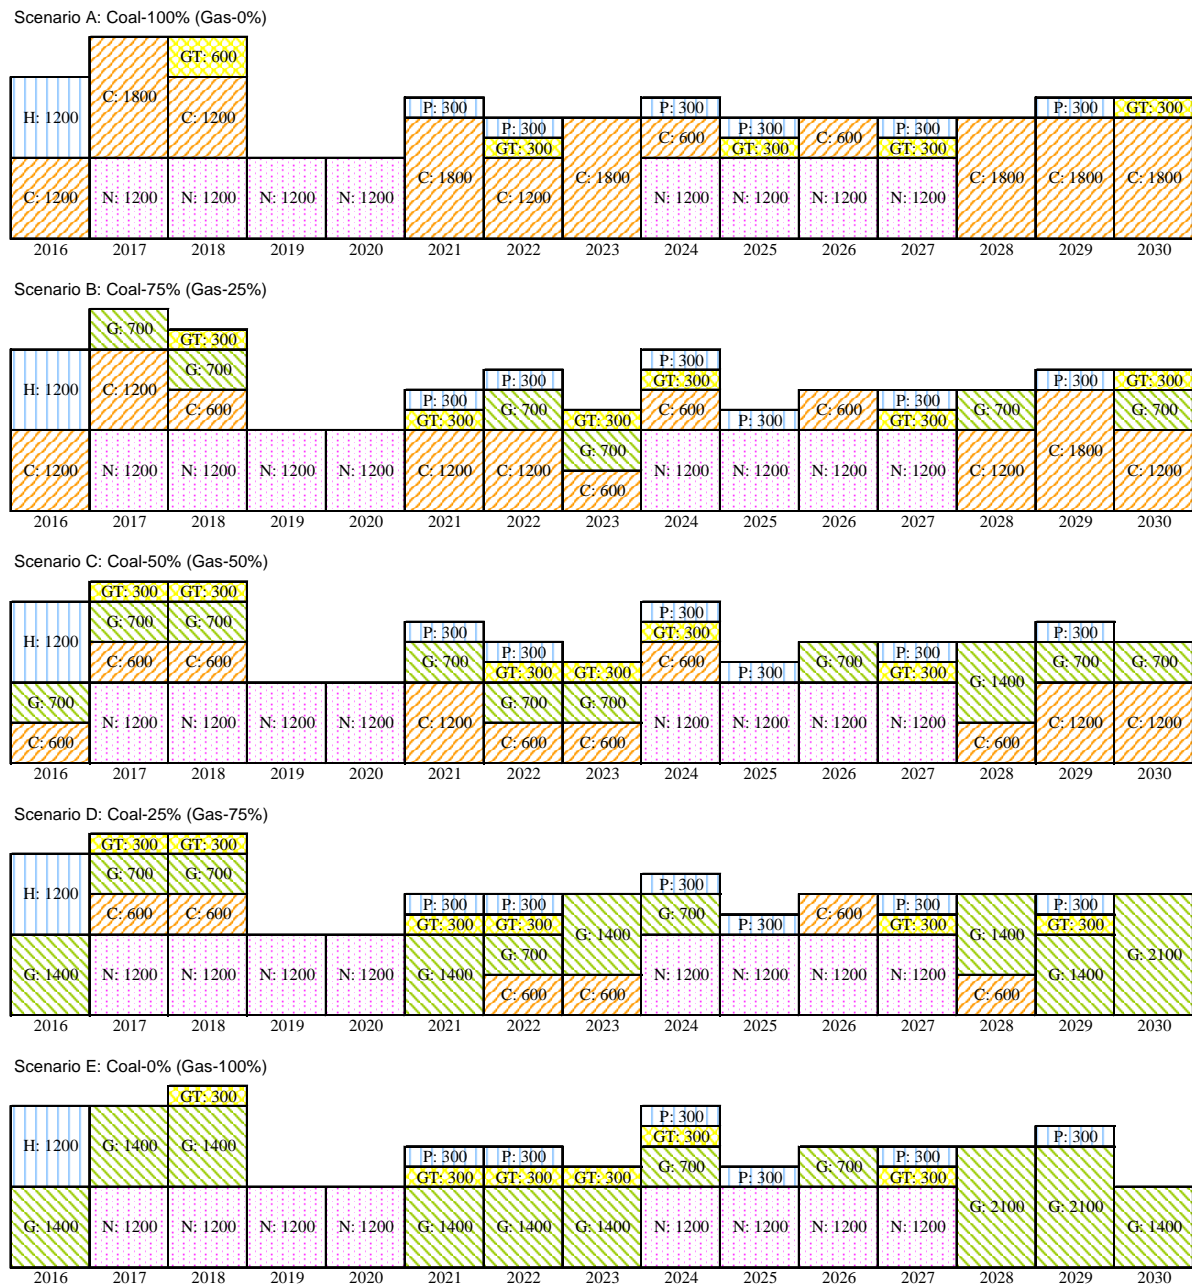 Scenario A: Coal-100% (Gas-0%)
GT: 600
H: 1200 C: 1800 C: 1200 P: 300 P: 300 P: 300 P: 300 P: 300 P: 300 GT: 300
GT: 300 C: 600 GT: 300 C: 600 GT: 300
C: 1200 N: 1200 N: 1200 N: 1200 N: 1200 C: 1800 C: 1200 C: 1800 N: 1200 N: 1200 N: 1200 N: 1200 C: 1800 C: 1800 C: 1800
2016 2017 2018 2019 2020 2021 2022 2023 2024 2025 2026 2027 2028 2029 2030
Scenario B: Coal-75% (Gas-25%)
G: 700 GT: 300
H: 1200 C: 1200 G: 700 P: 300 P: 300 P: 300 GT: 300
C: 600 P: 300 G: 700 GT: 300 GT: 300 C: 600 P: 300 C: 600 P: 300 G: 700 G: 700
GT: 300 GT: 300
C: 1200 N: 1200 N: 1200 N: 1200 N: 1200 C: 1200 C: 1200 G: 700 N: 1200 N: 1200 N: 1200 N: 1200 C: 1200 C: 1800 C: 1200
C: 600
2016 2017 2018 2019 2020 2021 2022 2023 2024 2025 2026 2027 2028 2029 2030
Scenario C: Coal-50% (Gas-50%)
GT: 300 GT: 300
H: 1200 G: 700 G: 700 P: 300 P: 300 P: 300
C: 600 C: 600 G: 700 P: 300 GT: 300 GT: 300 GT: 300 C: 600 P: 300 G: 700 P: 300 GT: 300 G: 1400 G: 700 G: 700
G: 700 N: 1200 N: 1200 N: 1200 N: 1200 C: 1200 G: 700 G: 700 N: 1200 N: 1200 N: 1200 N: 1200 C: 1200 C: 1200
C: 600 C: 600 C: 600 C: 600
2016 2017 2018 2019 2020 2021 2022 2023 2024 2025 2026 2027 2028 2029 2030
Scenario D: Coal-25% (Gas-75%)
GT: 300 GT: 300
H: 1200 G: 700 G: 700 P: 300
C: 600 C: 600 P: 300 P: 300 G: 700 P: 300 C: 600 P: 300 G: 1400 P: 300
GT: 300 GT: 300 G: 1400 GT: 300 GT: 300
G: 1400 N: 1200 N: 1200 N: 1200 N: 1200 G: 1400 G: 700 N: 1200 N: 1200 N: 1200 N: 1200 G: 1400 G: 2100
C: 600 C: 600 C: 600
2016 2017 2018 2019 2020 2021 2022 2023 2024 2025 2026 2027 2028 2029 2030
Scenario E: Coal-0% (Gas-100%)
GT: 300
H: 1200 G: 1400 G: 1400 P: 300 P: 300
P: 300 P: 300 GT: 300 P: 300
GT: 300 GT: 300 GT: 300 G: 700 P: 300 G: 700 GT: 300
G: 1400 N: 1200 N: 1200 N: 1200 N: 1200 G: 1400 G: 1400 G: 1400 N: 1200 N: 1200 N: 1200 N: 1200 G: 2100 G: 2100 G: 1400
2016 2017 2018 2019 2020 2021 2022 2023 2024 2025 2026 2027 2028 2029 2030